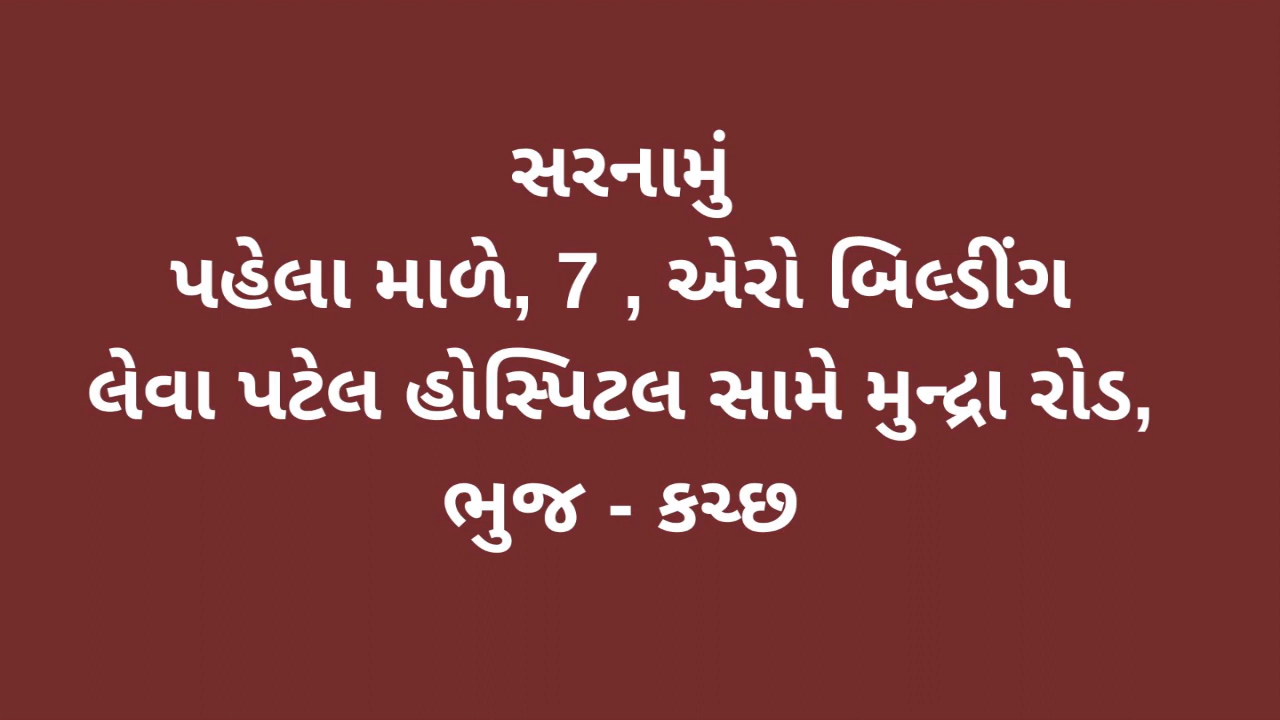 સરનામું
પહેલા માળે, 7 , એરો બિલ્ડીંગ
લેવા પટેલ હોસ્પિટલ સામે મુન્દ્રા રોડ,
ભુજ - કચ્છ